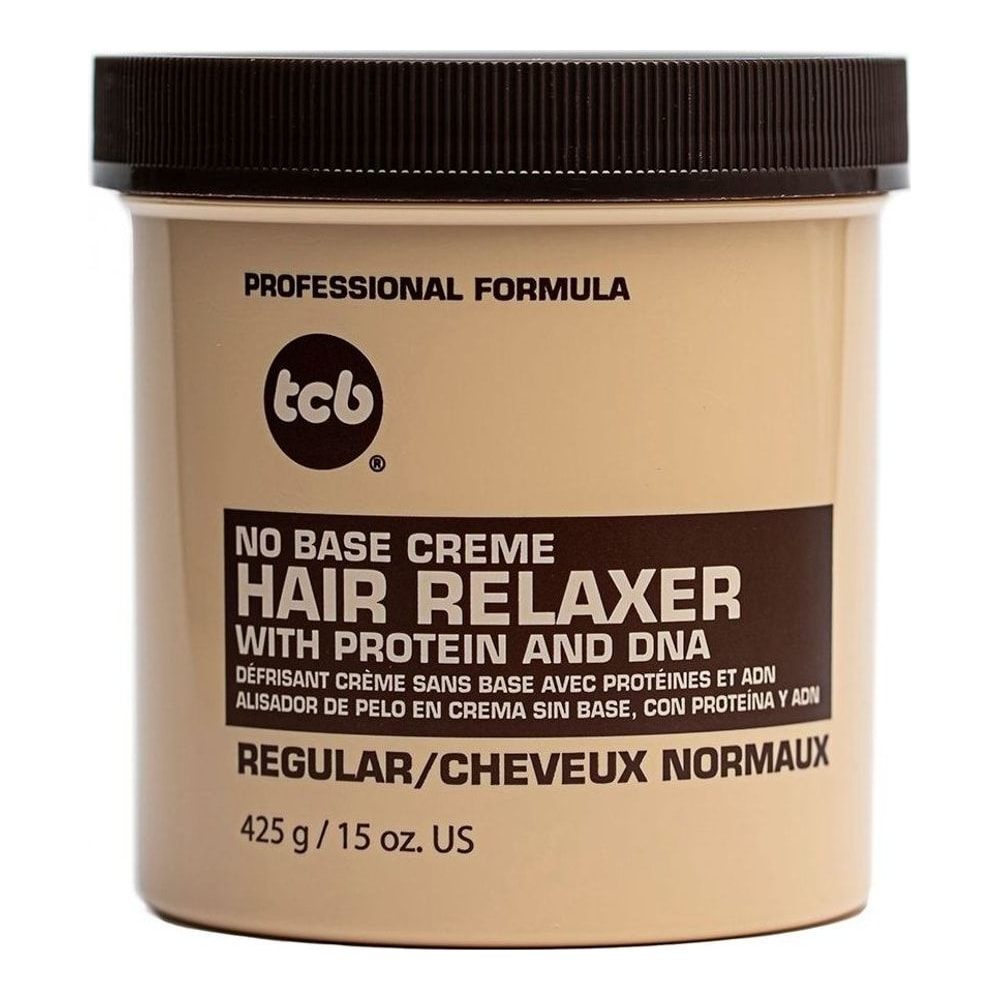 PROFESSIONAL FORMULA
tcb
®
NO BASE CREME
HAIR RELAXER
WITH PROTEIN AND DNA
DÉFRISANT CRÈME SANS BASE AVEC PROTÉINES ET ADN
ALISADOR DE PELO EN CREMA SIN BASE, CON PROTEÍNA Y ADN
REGULAR/CHEVEUX NORMAUX
425 g / 15 oz. US